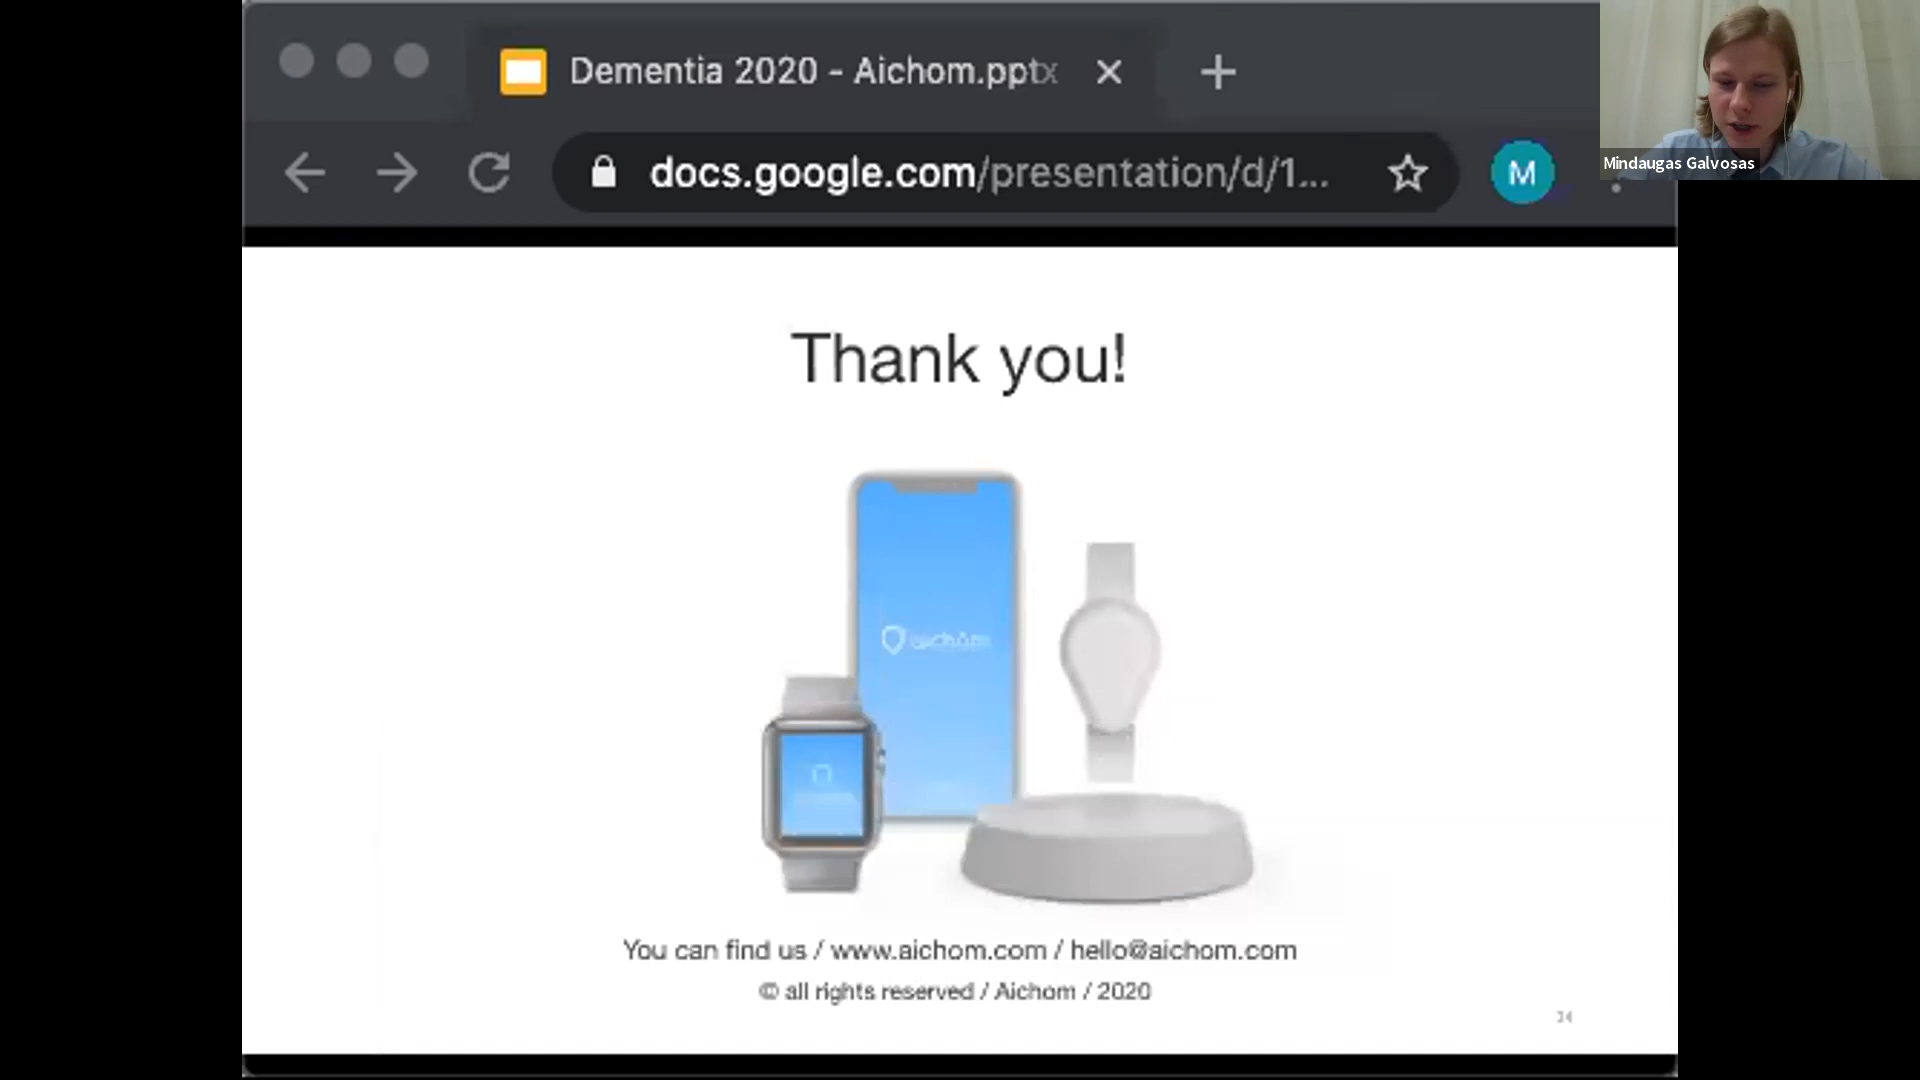 Dementia 2020 - Aichom.pptx
docs.google.com/presentation/d/1...
M
Mindaugas Galvosas
Thank you!
aichom
You can find us / www.aichom.com / hello@aichom.com
© all rights reserved / Aichom / 2020